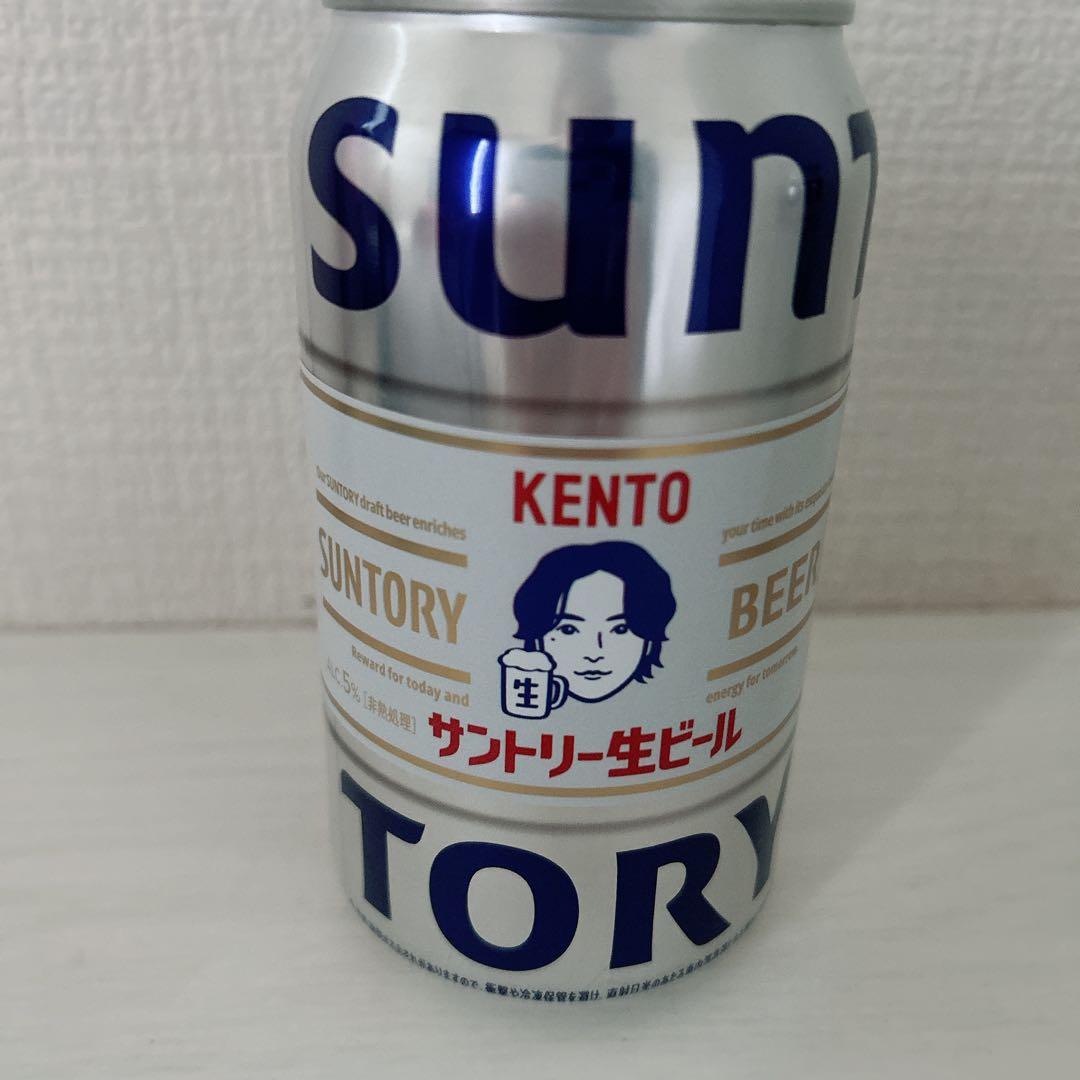 sunT
KENTO
Our SUNTORY draft beer enriches
your time with its
SUNTORY
BEER
Reward for today and
energy for tomorrow.
ALC.5% [非熱処理]
生
サントリー生ビール
TORY